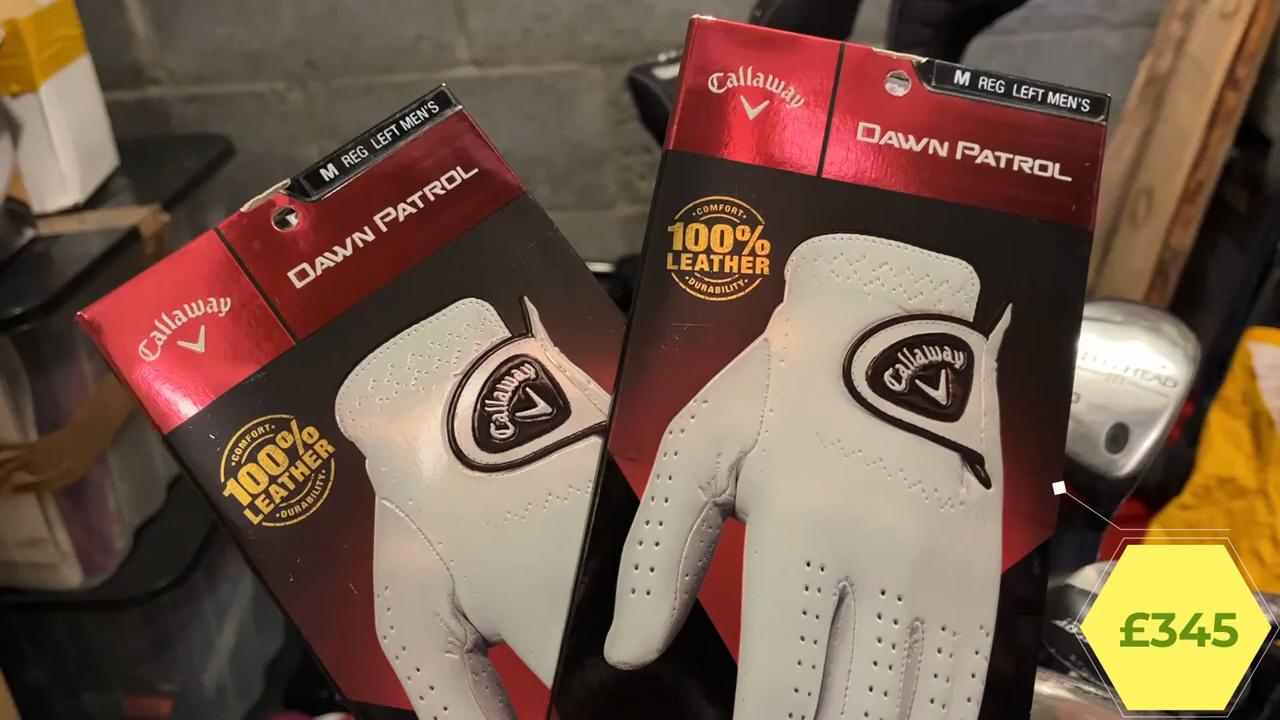 M REG LEFT MEN'S
DAWN PATROL
Callaway
COMFORT
100%
LEATHER
DURABILITY
Callaway
M REG LEFT MEN'S
Callaway
DAWN PATROL
COMFORT
100%
LEATHER
DURABILITY
Callaway
£345